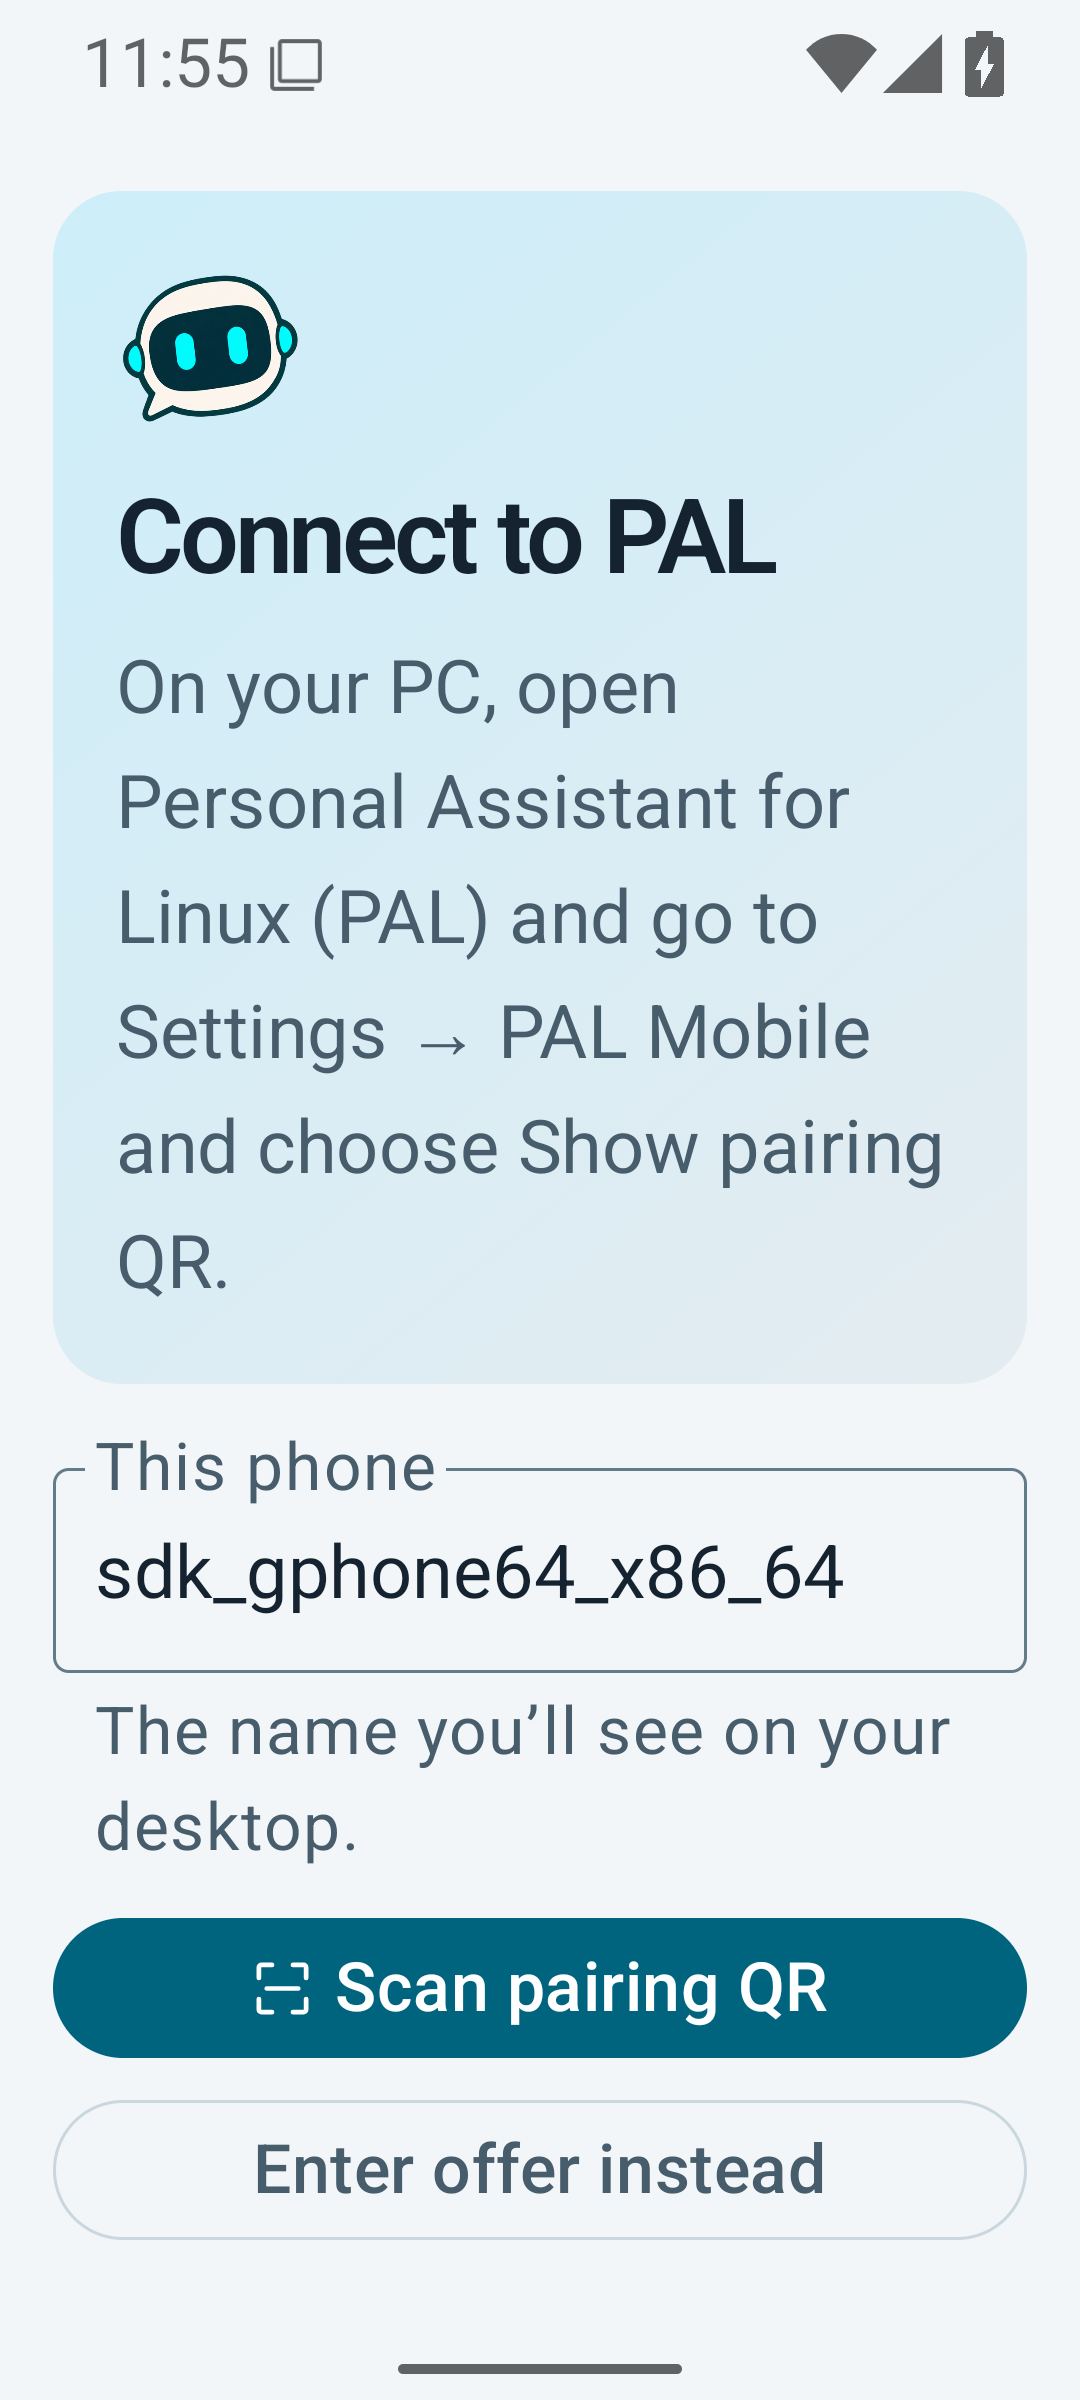 11:55
Connect to PAL
On your PC, open
Personal Assistant for
Linux (PAL) and go to
Settings → PAL Mobile
and choose Show pairing
QR.
This phone
sdk_gphone64_x86_64
The name you’ll see on your
desktop.
Scan pairing QR
Enter offer instead